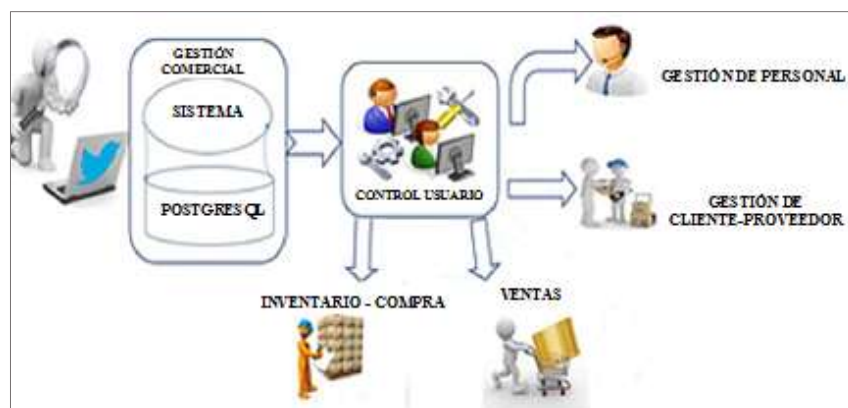 GESTIÓN
COMERCIAL
SISTEMA
POSTGRESQL
CONTROL USUARIO
GESTIÓN DE PERSONAL
GESTIÓN DE
CLIENTE-PROVEEDOR
INVENTARIO - COMPRA
VENTAS